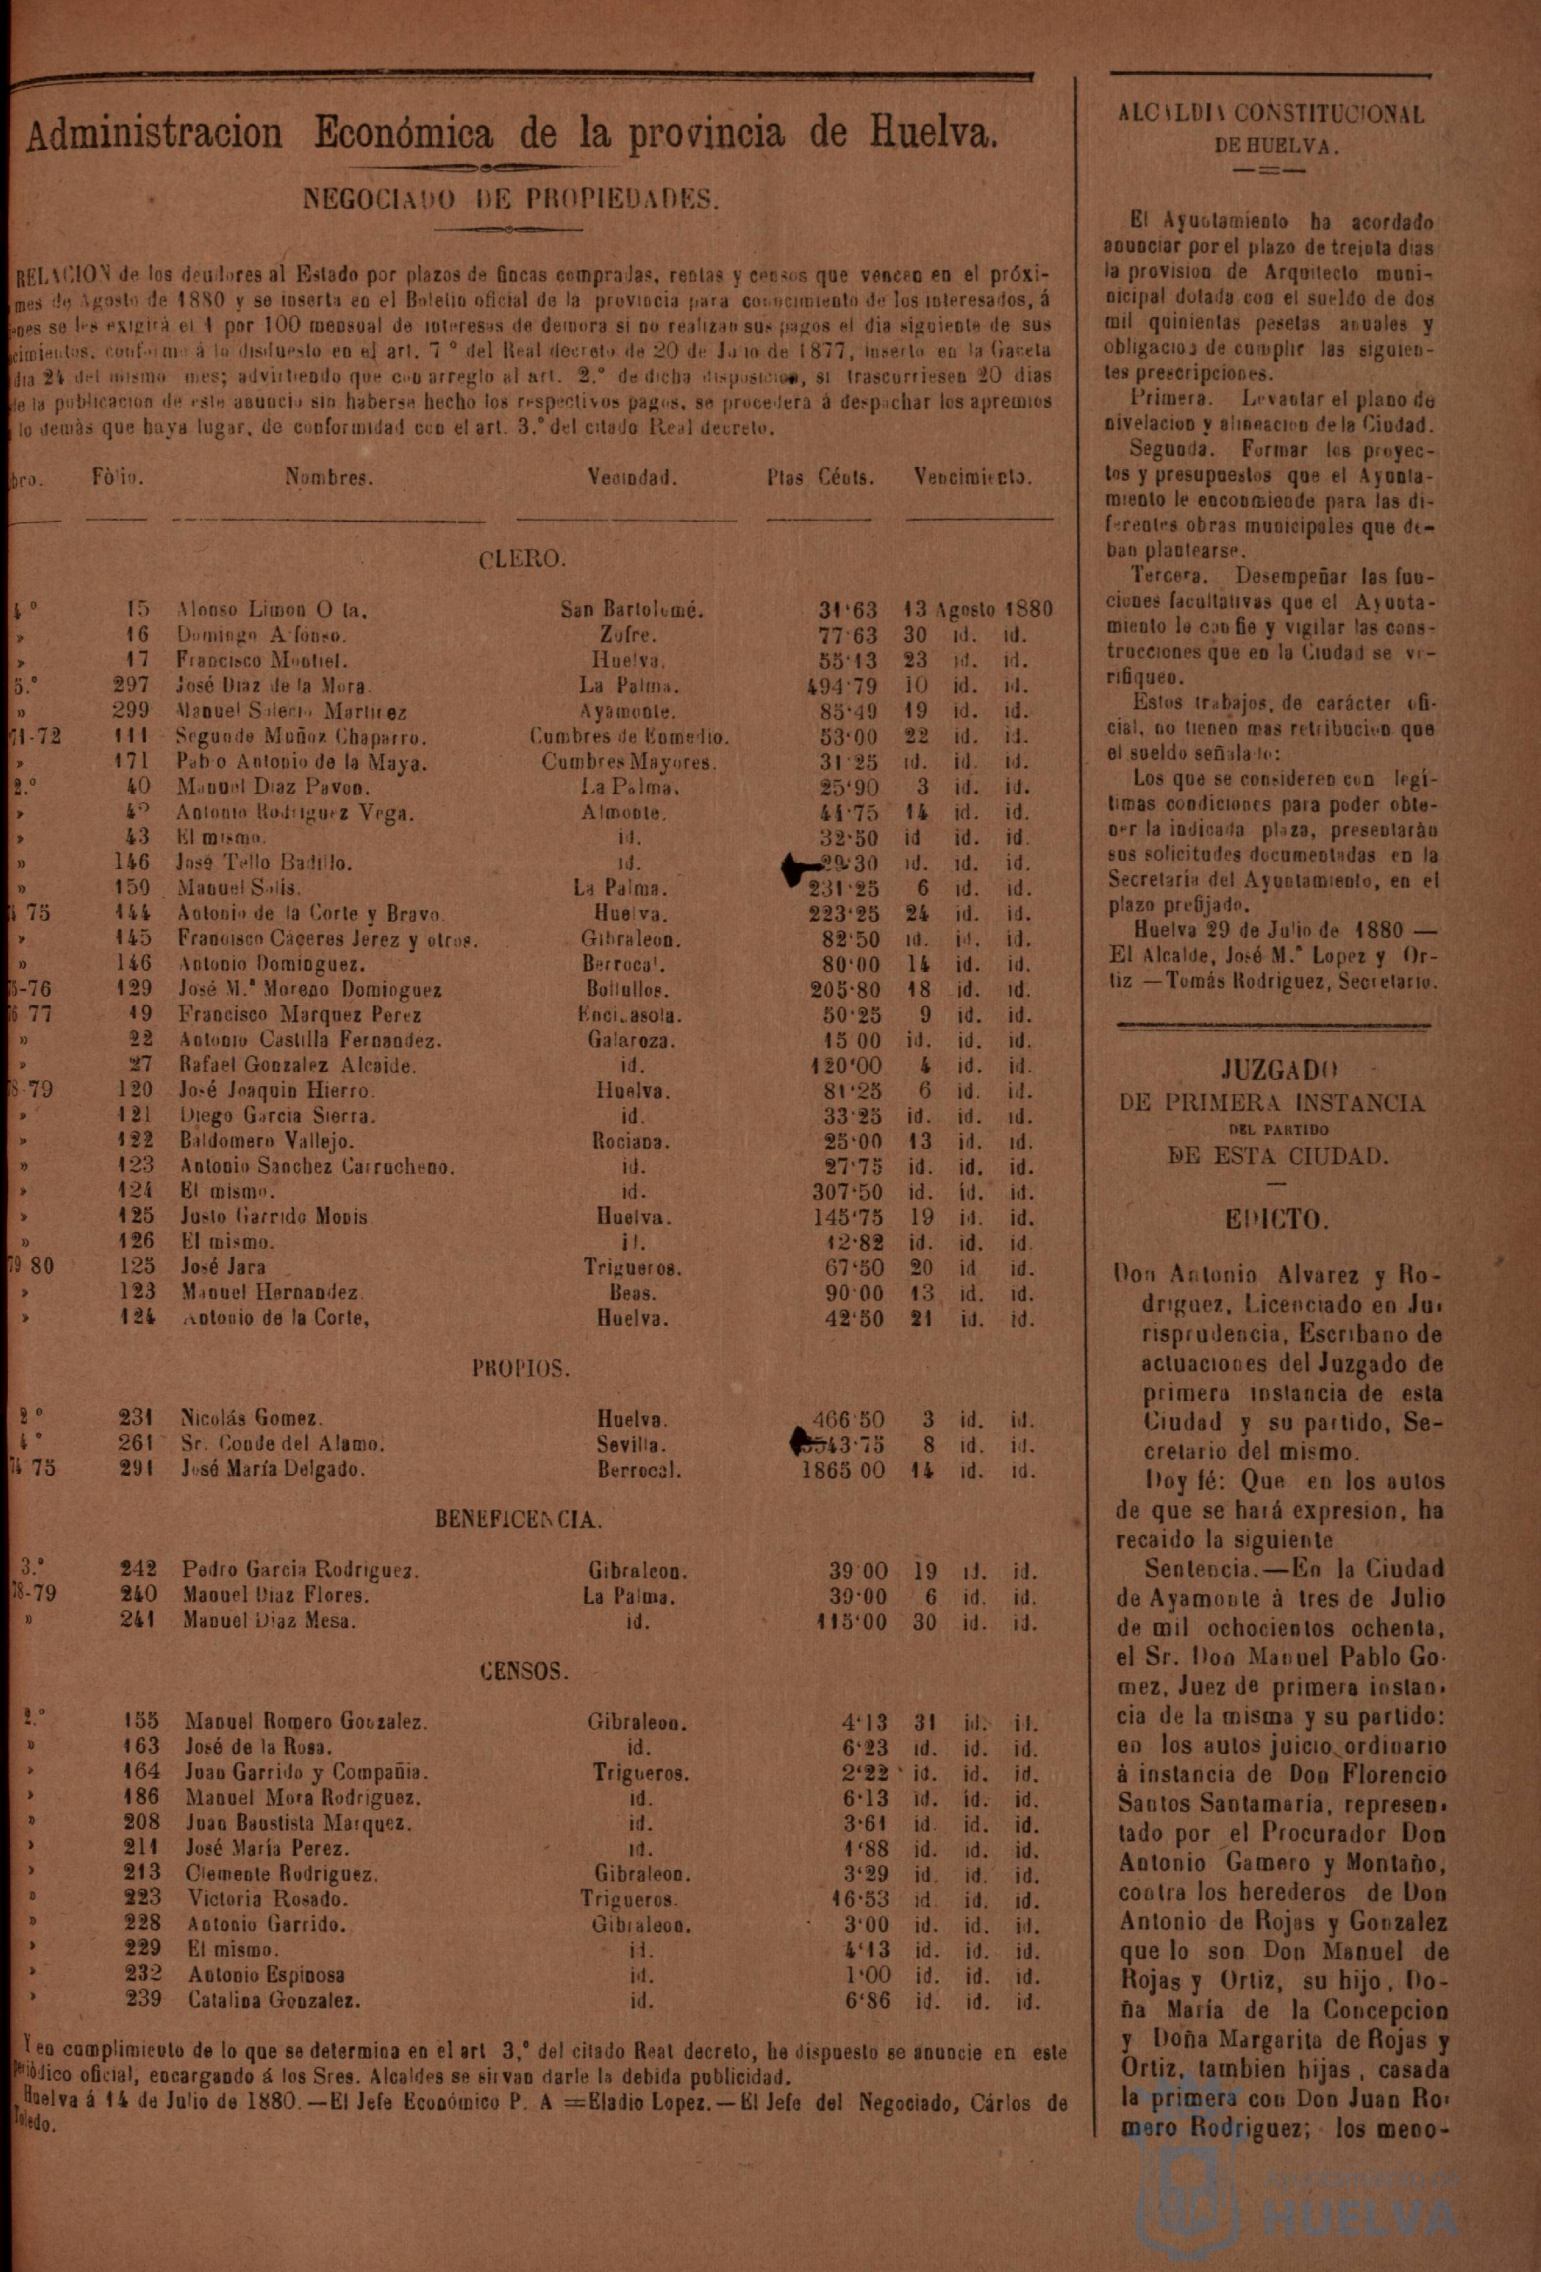 Administracion Económica de la provincia de Huelva.
NEGOCIADO DE PROPIEDADES.
RELACION de los deudores al Estado por plazos de fincas compradas, rentas y censos que vencen en el próxi-
mes de Agosto de 1880 y se inserta en el Boletin oficial de la provincia para conocimiento de los interesados, á
se les exigirá el 1 por 100 mensual de intereses de demora si no realizan sus pagos el dia siguiente de sus
cimientos, conforme á lo dispuesto en el art. 7.º del Real decreto de 20 de Julio de 1877, inserto en la Gaceta
dia 24 del mismo mes; advirtiendo que con arreglo al art. 2.º de dicha disposicion, si trascurriesen 20 dias
de la publicacion de este anuncio sin haberse hecho los respectivos pagos, se procederá á despachar los apremios
lo demás que haya lugar, de conformidad con el art. 3.º del citado Real decreto.
bro. Fólio. Nombres. Vecindad. Ptas Cénts. Vencimiento.
CLERO.
4º 15 Alonso Limon O ta. San Bartolomé. 31'63 13 Agosto 1880
» 16 Domingo Alfonso. Zufre. 77'63 30 id. id.
» 17 Francisco Montiel. Huelva. 55'13 23 id. id.
5.º 297 José Diaz de la Mora. La Palma. 494'79 10 id. id.
» 299 Manuel Martinez Ayamonte. 85'49 19 id. id.
71-72 111 Segundo Muñoz Chaparro. Cumbres de Enmedio. 53'00 22 id. id.
» 171 Pablo Antonio de la Maya. Cumbres Mayores. 31'25 id. id. id.
2.º 40 Manuel Diaz Pavon. La Palma. 25'90 3 id. id.
» Antonio Rodriguez Vega. Almonte. 41'75 14 id. id.
» 43 El mismo. id. 32'50 id id. id.
» 146 José Tello Badillo. id. 29'30 id. id. id.
» 159 Manuel Solís. La Palma. 231'25 6 id. id.
75 144 Antonio de la Corte y Bravo. Huelva. 223'25 24 id. id.
» 145 Francisco Cáceres Jerez y otros. Gibraleon. 82'50 id. id. id.
» 146 Antonio Dominguez. Berrocal. 80'00 14 id. id.
5-76 129 José M.ª Moreno Dominguez Bollullos. 205'80 18 id. id.
6 77 19 Francisco Marquez Perez Encinasola. 50'25 9 id. id.
» 22 Antonio Castilla Fernandez. Galaroza. 15 00 id. id. id.
» 27 Rafael Gonzalez Alcaide. id. 120'00 4 id. id.
8-79 120 José Joaquin Hierro. Huelva. 81'25 6 id. id.
» 121 Diego Garcia Sierra. id. 33'25 id. id. id.
» 122 Baldomero Vallejo. Rociana. 25'00 13 id. id.
» 123 Antonio Sanchez Carrucheno. id. 27'75 id. id. id.
» 124 El mismo. id. 307'50 id. id. id.
» 125 Justo Garrido Monis Huelva. 145'75 19 id. id.
» 126 El mismo. id. 12'82 id. id. id.
79 80 125 José Jara Trigueros. 67'50 20 id id.
» 123 Manuel Hernandez. Beas. 90'00 13 id. id.
» 124 Antonio de la Corte, Huelva. 42'50 21 id. id.
PROPIOS.
2º 231 Nicolás Gomez. Huelva. 466'50 3 id. id.
4º 261 Sr. Conde del Alamo. Sevilla. 8 id. id.
74 75 291 José María Delgado. Berrocal. 1865 00 14 id. id.
BENEFICENCIA.
3.º 242 Pedro Garcia Rodriguez. Gibraleon. 39'00 19 id. id.
78-79 240 Manuel Diaz Flores. La Palma. 39'00 6 id. id.
» 241 Manuel Diaz Mesa. id. 115'00 30 id. id.
CENSOS.
2.º 155 Manuel Romero Gonzalez. Gibraleon. 4'13 31 id. id.
» 163 José de la Rosa. id. 6'23 id. id. id.
» 164 Juan Garrido y Compañia. Trigueros. 2'22 id. id. id.
» 186 Manuel Mora Rodriguez. id. 6'13 id. id. id.
» 208 Juan Baustista Marquez. id. 3'61 id. id. id.
» 211 José María Perez. id. 1'88 id. id. id.
» 213 Clemente Rodriguez. Gibraleon. 3'29 id. id. id.
» 223 Victoria Rosado. Trigueros. 16'53 id id. id.
» 228 Antonio Garrido. Gibraleon. 3'00 id. id. id.
» 229 El mismo. id. 4'13 id. id. id.
» 232 Antonio Espinosa id. 1'00 id. id. id.
» 239 Catalina Gonzalez. id. 6'86 id. id. id.
Y en cumplimiento de lo que se determina en el art 3.º del citado Real decreto, he dispuesto se anuncie en este
Periódico oficial, encargando á los Sres. Alcaldes se sirvan darle la debida publicidad.
Huelva á 14 de Julio de 1880.—El Jefe Económico P. A =Eladio Lopez.—El Jefe del Negociado, Cárlos de
Toledo.
ALCALDIA CONSTITUCIONAL
DE HUELVA.
El Ayuntamiento ha acordado
anunciar por el plazo de treinta dias
la provision de Arquitecto muni-
nicipal dotada con el sueldo de dos
mil quinientas pesetas anuales y
obligacion de cumplir las siguien-
tes prescripciones.
Primera. Levantar el plano de
nivelacion y alineacion de la Ciudad.
Segunda. Formar los proyec-
tos y presupuestos que el Ayunta-
miento le encomiende para las di-
ferentes obras municipales que de-
ban plantearse.
Tercera. Desempeñar las fun-
ciones facultativas que el Ayunta-
miento le confie y vigilar las cons-
trucciones que en la Ciudad se ve-
rifiquen.
Estos trabajos, de carácter ofi-
cial, no tienen mas retribucion que
el sueldo señalado:
Los que se consideren con legí-
timas condiciones para poder obte-
ner la indicada plaza, presentarán
sus solicitudes documentadas en la
Secretaría del Ayuntamiento, en el
plazo prefijado.
Huelva 29 de Julio de 1880 —
El Alcalde, José M.ª Lopez y Or-
tiz —Tomás Rodriguez, Secretario.
JUZGADO
DE PRIMERA INSTANCIA
DEL PARTIDO
DE ESTA CIUDAD.
EDICTO.
Don Antonio Alvarez y Ro-
driguez, Licenciado en Ju-
risprudencia, Escribano de
actuaciones del Juzgado de
primera instancia de esta
Ciudad y su partido, Se-
cretario del mismo.
Doy fé: Que en los autos
de que se hará expresion, ha
recaido la siguiente
Sentencia.—En la Ciudad
de Ayamonte á tres de Julio
de mil ochocientos ochenta,
el Sr. Don Manuel Pablo Go-
mez, Juez de primera instan-
cia de la misma y su partido:
en los autos juicio ordinario
á instancia de Don Florencio
Santos Santamaría, represen-
tado por el Procurador Don
Antonio Gamero y Montaño,
contra los herederos de Don
Antonio de Rojas y Gonzalez
que lo son Don Manuel de
Rojas y Ortiz, su hijo, Do-
ña María de la Concepcion
y Doña Margarita de Rojas y
Ortiz, tambien hijas, casada
la primera con Don Juan Ro-
mero Rodriguez; los meno-
Ayuntamiento de
HUELVA